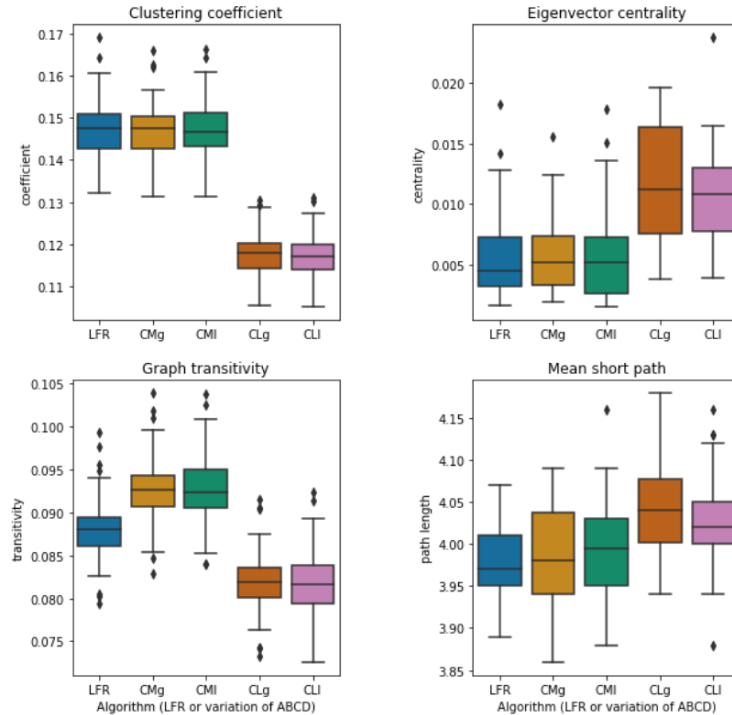 Clustering coefficient
0.17
0.16
0.15
0.14
0.13
0.12
0.11
coefficient
LFR CMg CMl CLg CLl
Eigenvector centrality
0.020
0.015
0.010
0.005
centrality
LFR CMg CMl CLg CLl
Graph transitivity
0.105
0.100
0.095
0.090
0.085
0.080
0.075
transitivity
LFR CMg CMl CLg CLl
Algorithm (LFR or variation of ABCD)
Mean short path
4.15
4.10
4.05
4.00
3.95
3.90
3.85
path length
LFR CMg CMl CLg CLl
Algorithm (LFR or variation of ABCD)